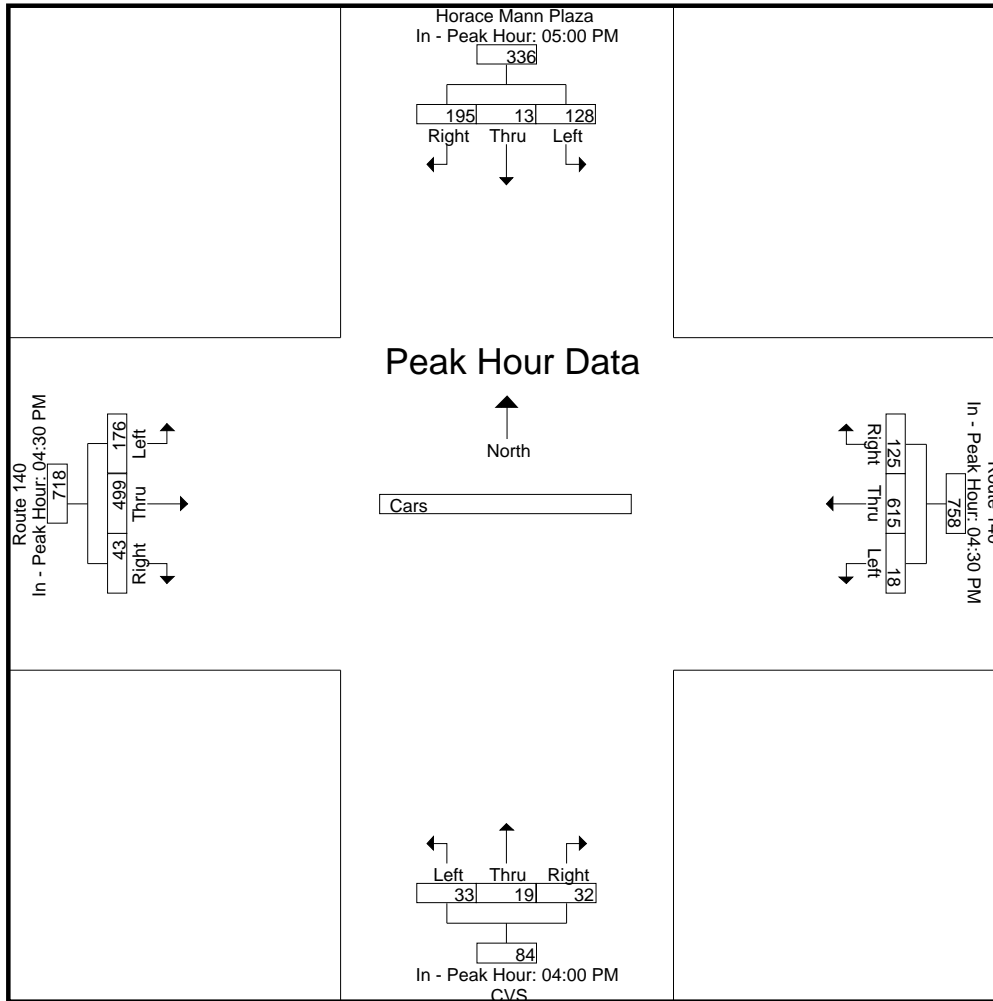 Horace Mann Plaza
In - Peak Hour: 05:00 PM
336
195 13 128
Right Thru Left
Peak Hour Data
North
Cars
Route 140
In - Peak Hour: 04:30 PM
718
176 499 43
Left Thru Right
Route 140
In - Peak Hour: 04:30 PM
758
125 615 18
Right Thru Left
Left Thru Right
33 19 32
84
In - Peak Hour: 04:00 PM
CVS